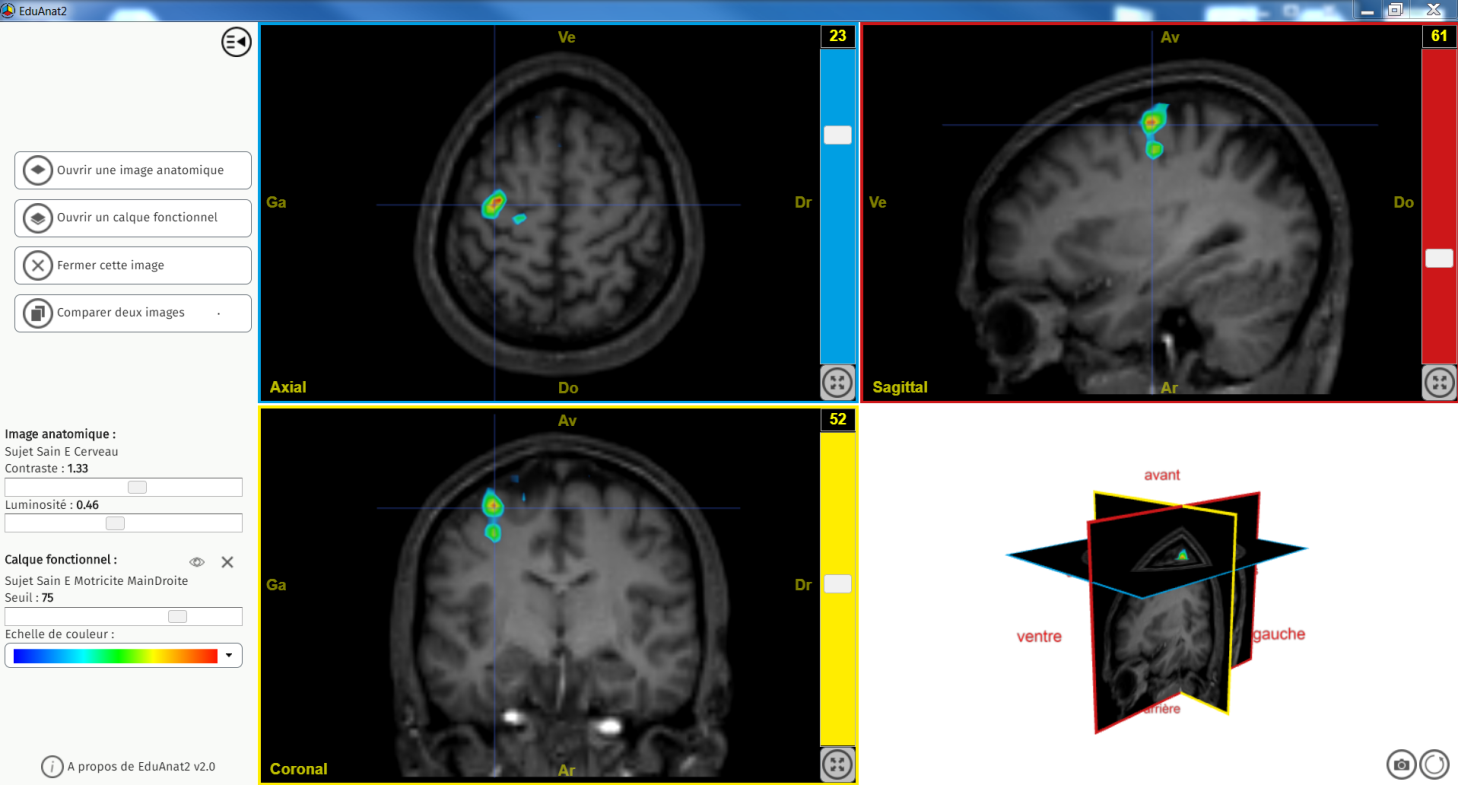 EduAnat2
Ouvrir une image anatomique
Ouvrir un calque fonctionnel
Fermer cette image
Comparer deux images
Image anatomique :
Sujet Sain E Cerveau
Contraste : 1.33
Luminosité : 0.46
Calque fonctionnel :
Sujet Sain E Motricite MainDroite
Seuil : 75
Echelle de couleur :
A propos de EduAnat2 v2.0
Ve
23
Ga
Dr
Axial
Do
Av
61
Ve
Do
Sagittal
Ar
Av
52
Ga
Dr
Coronal
Ar
avant
ventre
gauche